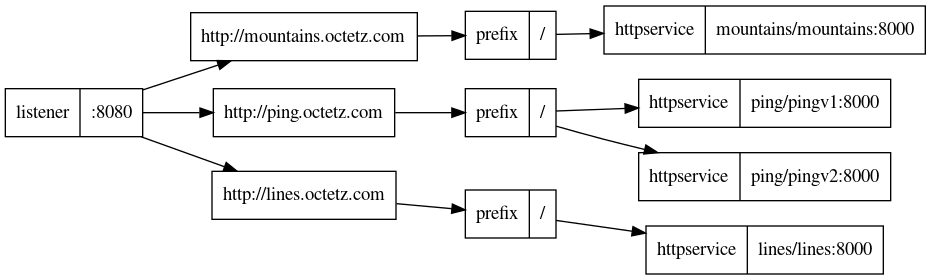 http://mountains.octetz.com
prefix /
httpservice mountains/mountains:8000
listener :8080
http://ping.octetz.com
prefix /
httpservice ping/pingv1:8000
httpservice ping/pingv2:8000
http://lines.octetz.com
prefix /
httpservice lines/lines:8000